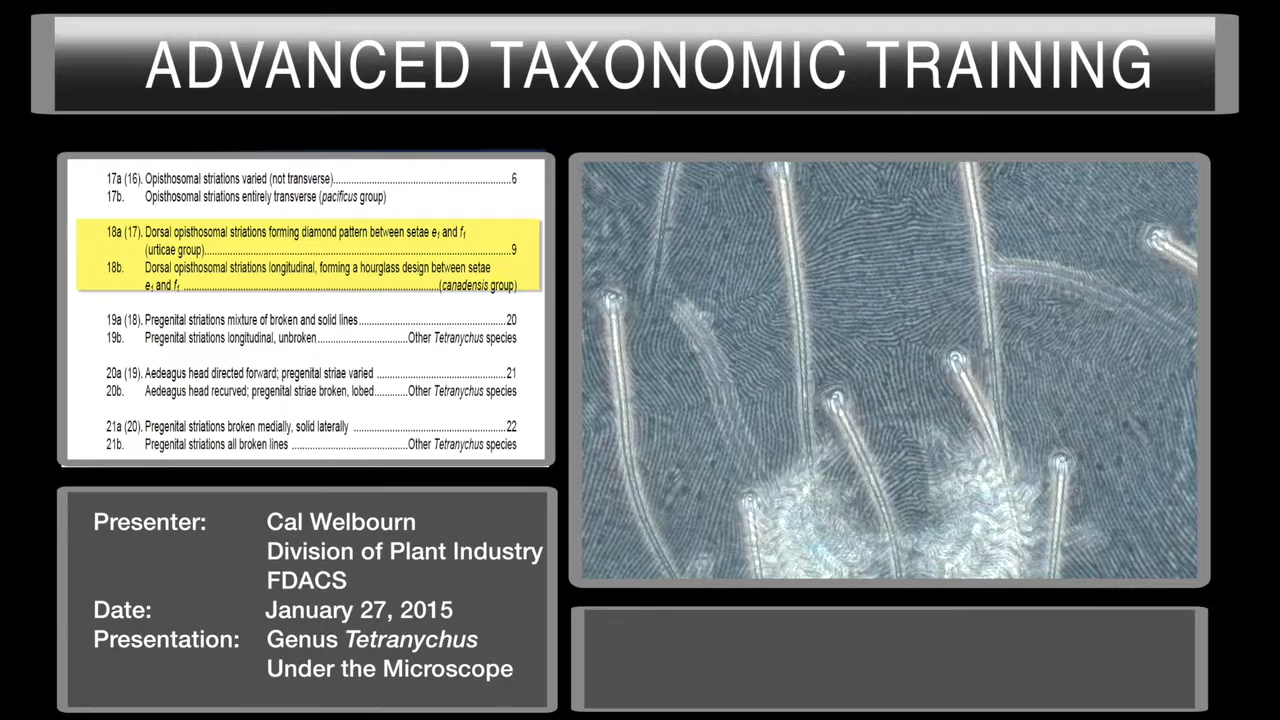 ADVANCED TAXONOMIC TRAINING
17a (16). Opisthosomal striations varied (not transverse)......................................................................6
17b. Opisthosomal striations entirely transverse (pacificus group)
18a (17). Dorsal opisthosomal striations forming diamond pattern between setae e1 and f1
(urticae group)....................................................................................................................9
18b. Dorsal opisthosomal striations longitudinal, forming a hourglass design between setae
e1 and f1 ................................................................................................(canadensis group)
19a (18). Pregenital striations mixture of broken and solid lines..........................................................20
19b. Pregenital striations longitudinal, unbroken...................................Other Tetranychus species
20a (19). Aedeagus head directed forward; pregenital striae varied ..................................................21
20b. Aedeagus head recurved; pregenital striae broken, lobed.............Other Tetranychus species
21a (20). Pregenital striations broken medially, solid laterally ..........................................................22
21b. Pregenital striations all broken lines ............................................Other Tetranychus species
Presenter: Cal Welbourn
Division of Plant Industry
FDACS
Date: January 27, 2015
Presentation: Genus Tetranychus
Under the Microscope